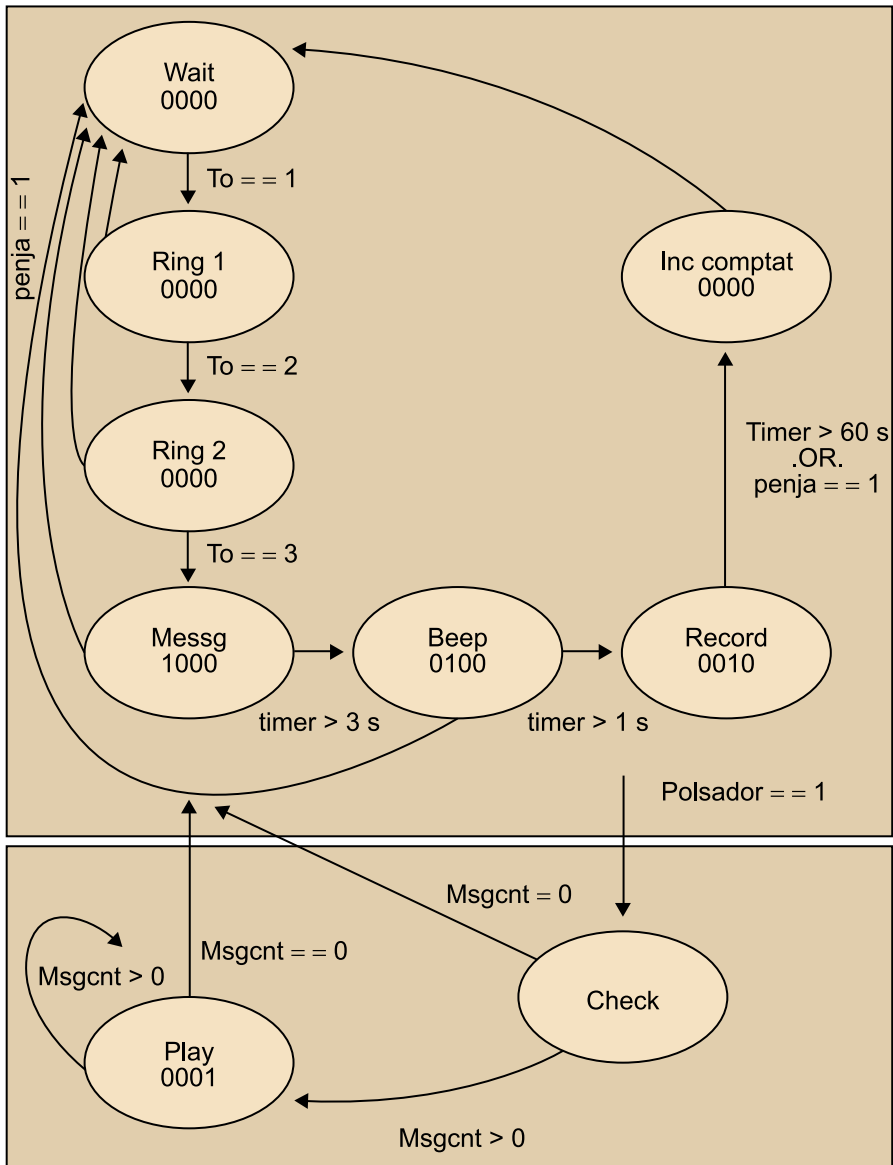 Wait
0000
penja = = 1
To = = 1
Ring 1
0000
Inc comptat
0000
To = = 2
Ring 2
0000
Timer > 60 s
.OR.
penja = = 1
To = = 3
Messg
1000
Beep
0100
Record
0010
timer > 3 s
timer > 1 s
Polsador = = 1
Msgcnt = 0
Msgcnt = = 0
Msgcnt > 0
Check
Play
0001
Msgcnt > 0